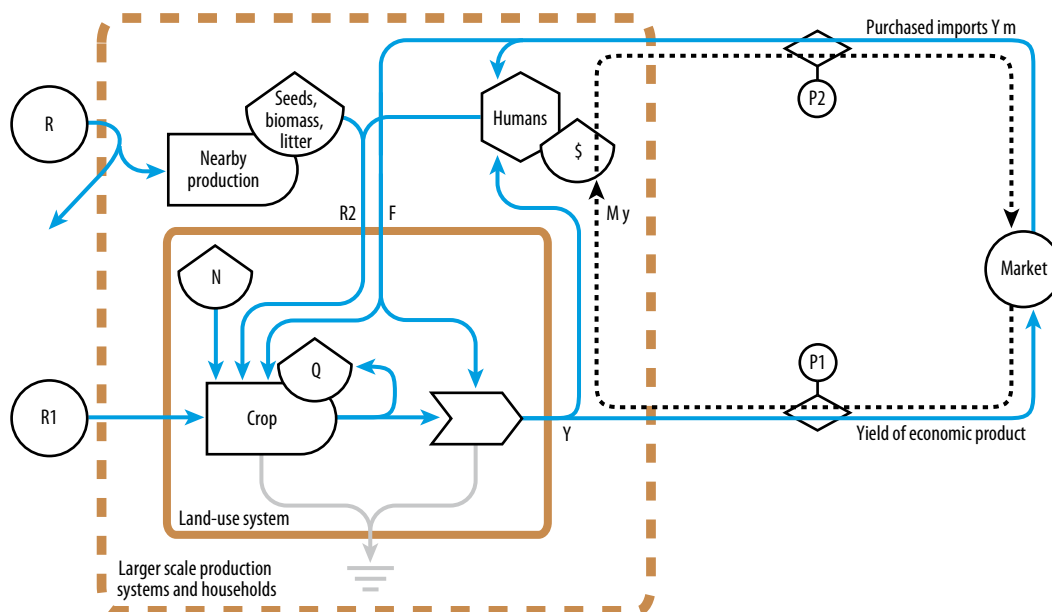 Purchased imports Y m
R
Seeds,
biomass,
litter
Humans
P2
$
Nearby
production
R2
F
M y
N
Market
Q
P1
R1
Crop
Y
Yield of economic product
Land-use system
Larger scale production
systems and households